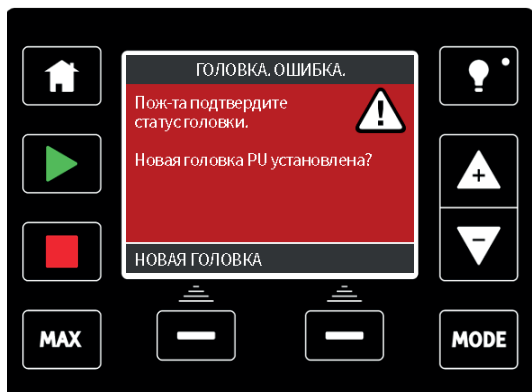 ГОЛОВКА. ОШИБКА.
Пож-та подтвердите
статус головки.
Новая головка PU установлена?
+
-
НОВАЯ ГОЛОВКА
MAX
MODE